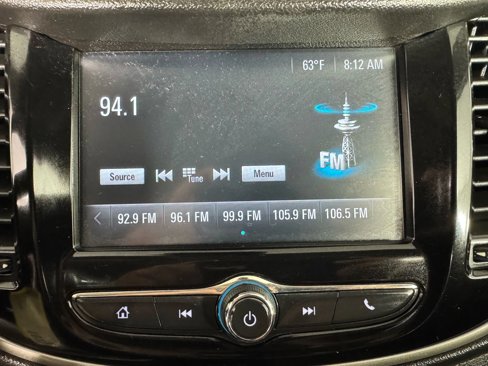 63°F 8:12 AM
94.1
FM
Source Tune Menu
92.9 FM 96.1 FM 99.9 FM 105.9 FM 106.5 FM